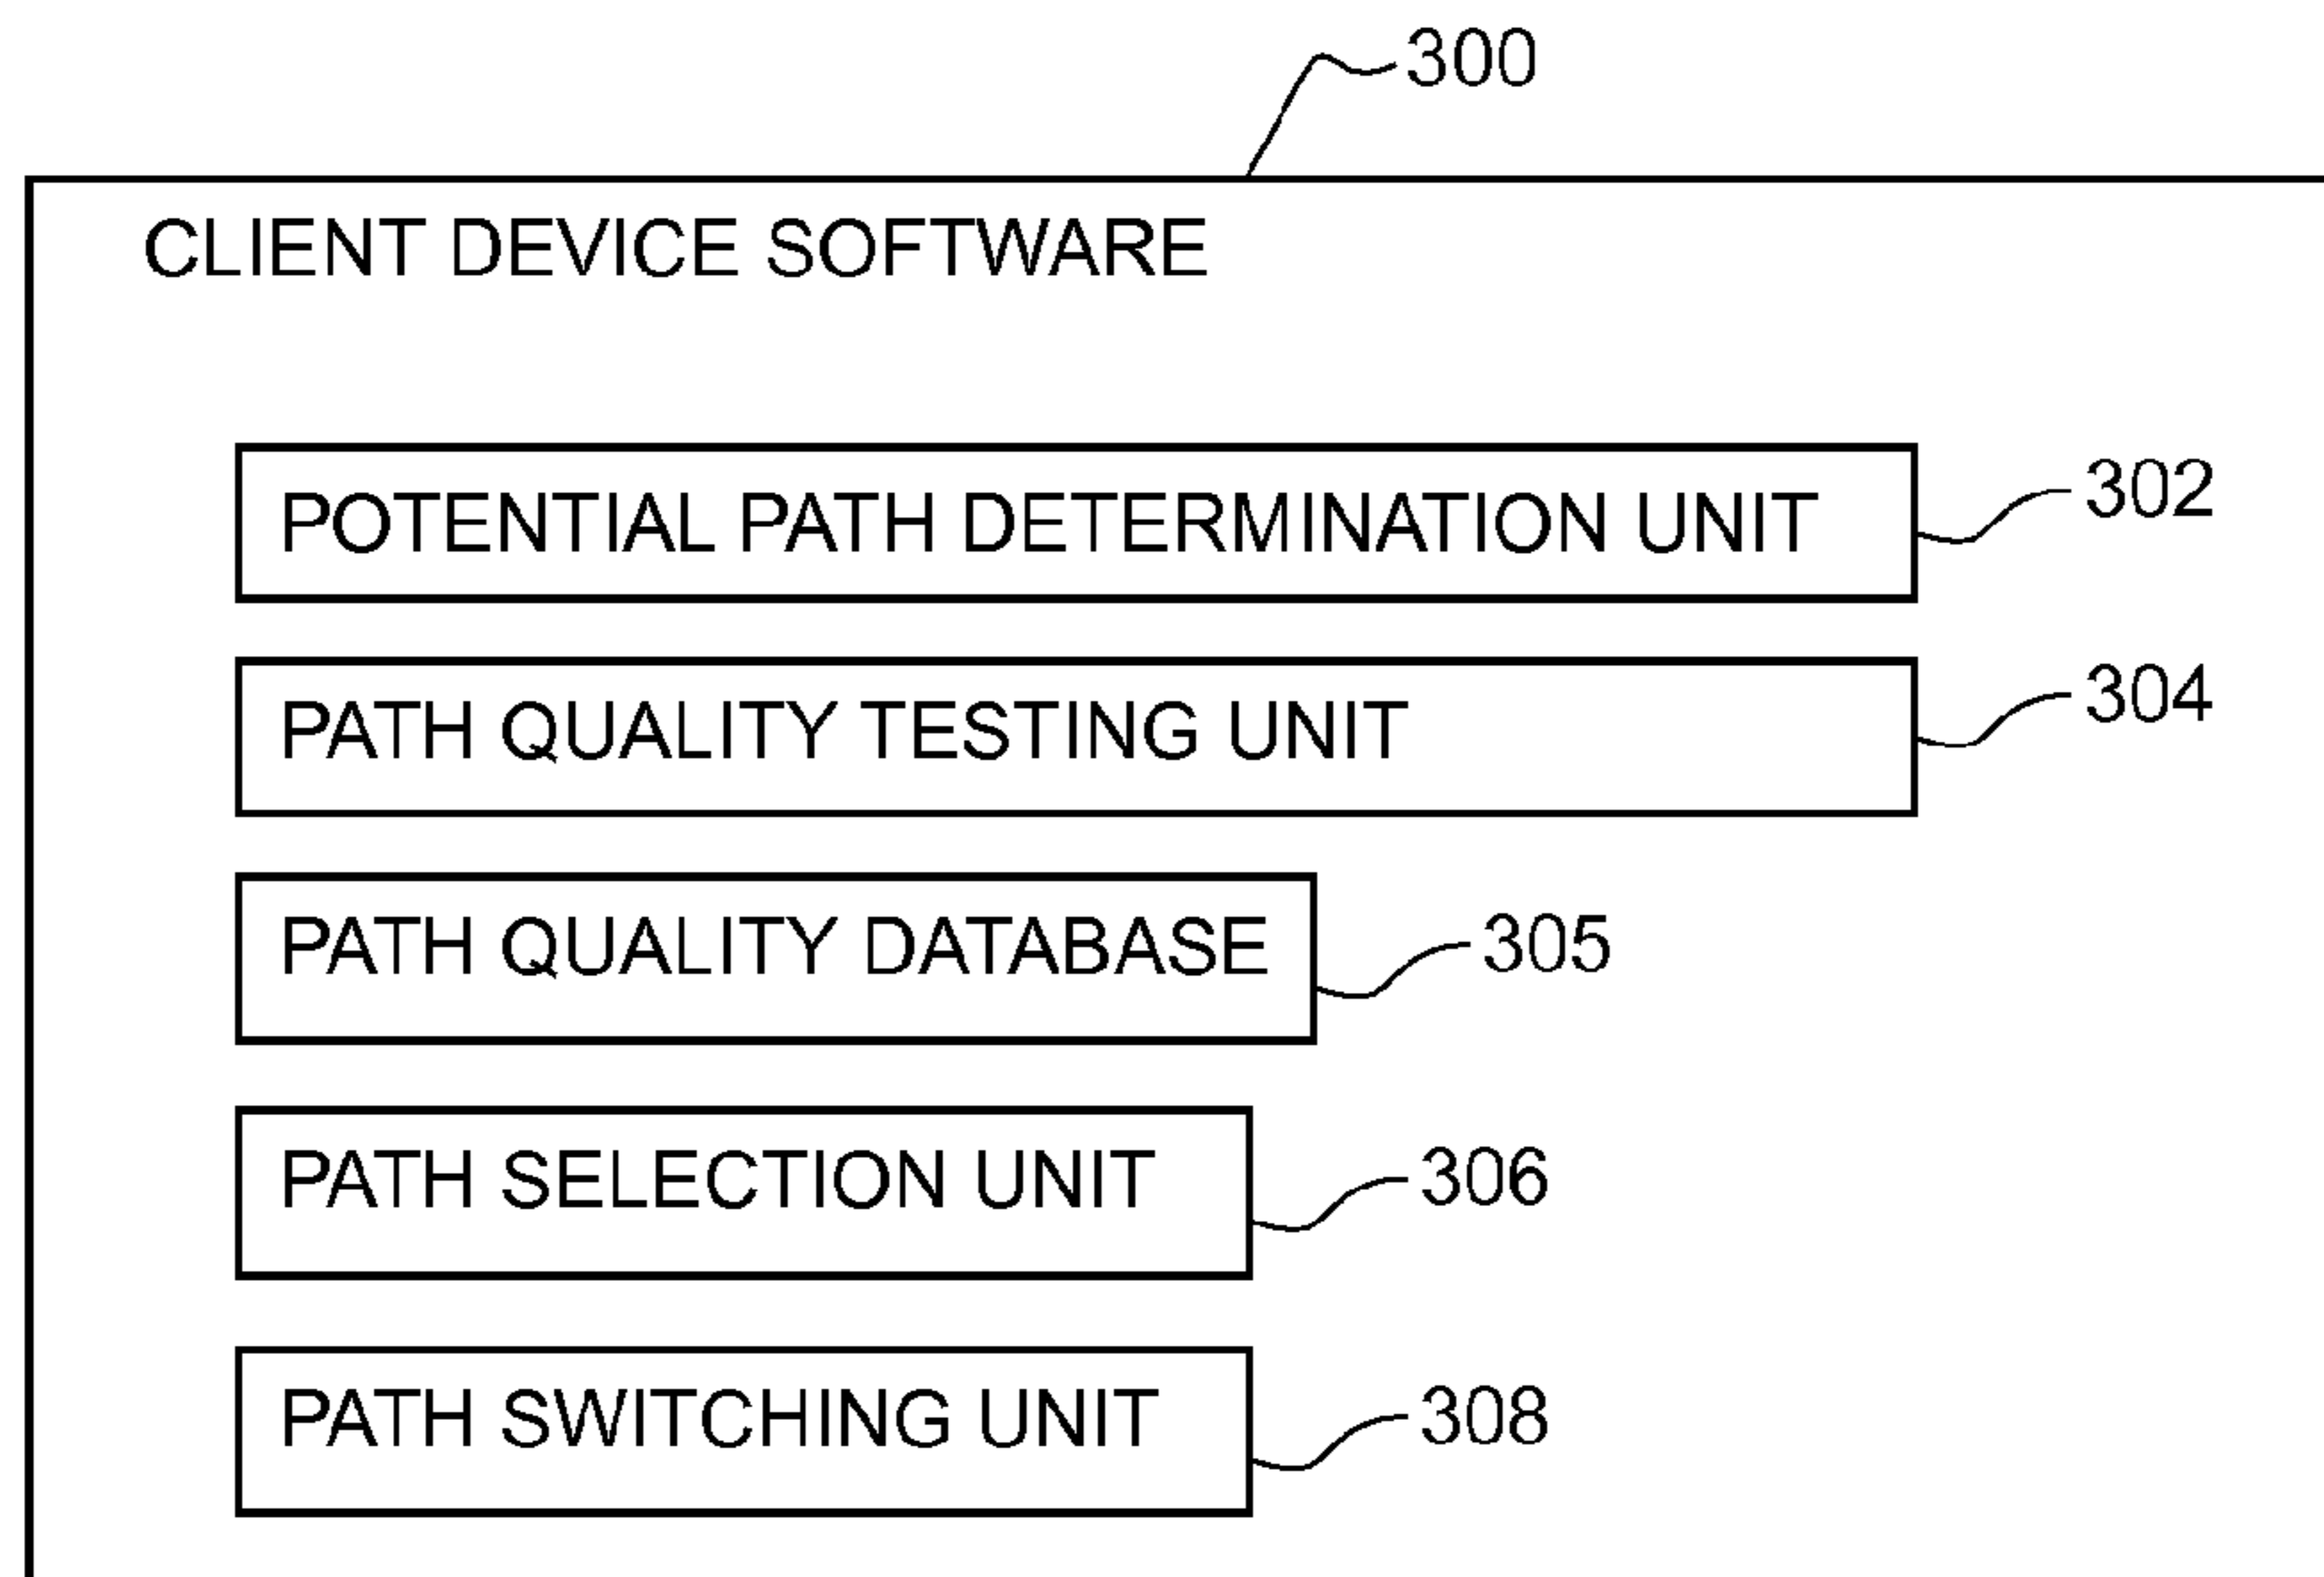 300
CLIENT DEVICE SOFTWARE
POTENTIAL PATH DETERMINATION UNIT
302
PATH QUALITY TESTING UNIT
304
PATH QUALITY DATABASE
305
PATH SELECTION UNIT
306
PATH SWITCHING UNIT
308